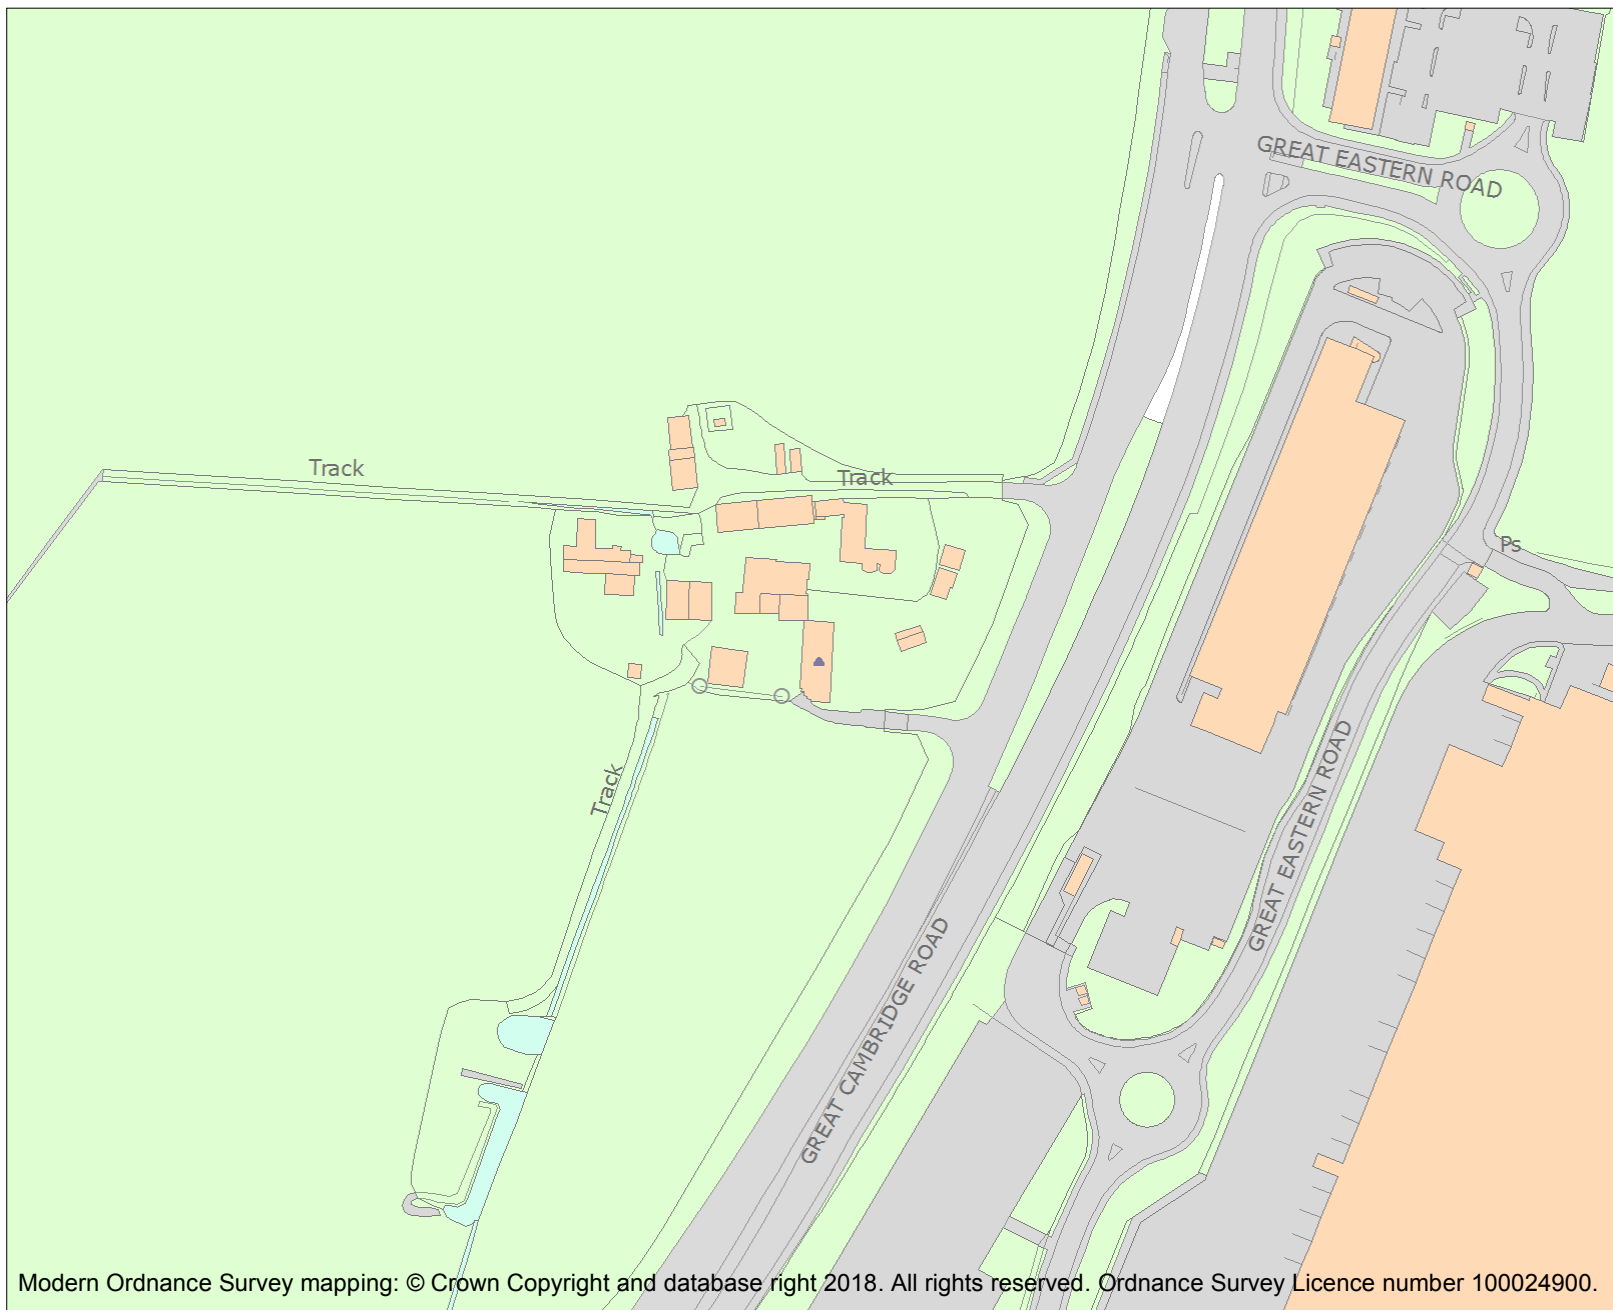 GREAT EASTERN ROAD
Track
Track
Ps
Track
GREAT EASTERN ROAD
GREAT CAMBRIDGE ROAD
Modern Ordnance Survey mapping: © Crown Copyright and database right 2018. All rights reserved. Ordnance Survey Licence number 100024900.